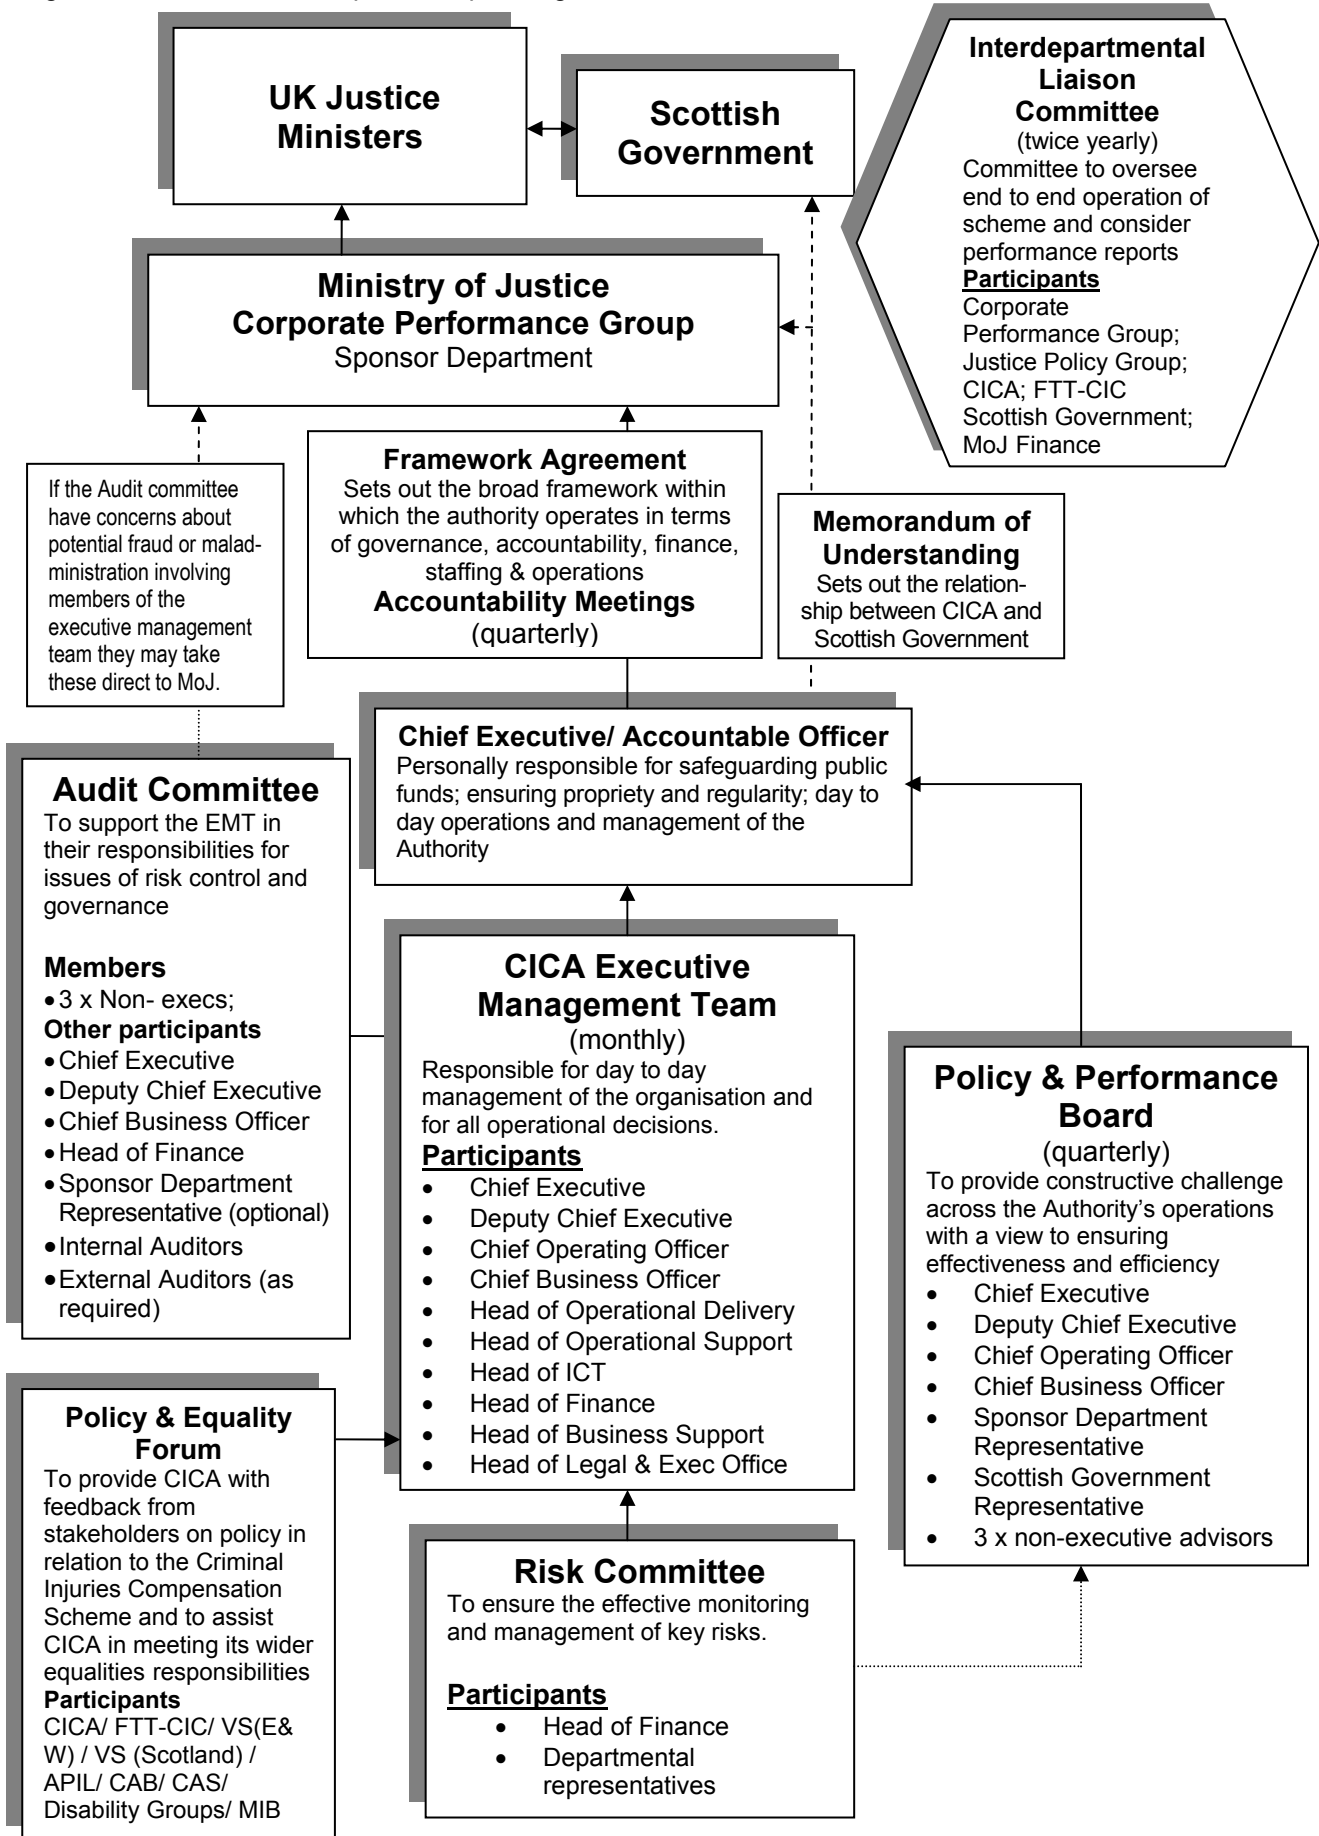 UK Justice
Ministers
Scottish
Government
Interdepartmental
Liaison
Committee
(twice yearly)
Committee to oversee
end to end operation of
scheme and consider
performance reports
Participants
Corporate
Performance Group;
Justice Policy Group;
CICA; FTT-CIC
Scottish Government;
MoJ Finance
Ministry of Justice
Corporate Performance Group
Sponsor Department
If the Audit committee
have concerns about
potential fraud or malad-
ministration involving
members of the
executive management
team they may take
these direct to MoJ.
Framework Agreement
Sets out the broad framework within
which the authority operates in terms
of governance, accountability, finance,
staffing & operations
Accountability Meetings
(quarterly)
Memorandum of
Understanding
Sets out the relation-
ship between CICA and
Scottish Government
Chief Executive/ Accountable Officer
Personally responsible for safeguarding public
funds; ensuring propriety and regularity; day to
day operations and management of the
Authority
Audit Committee
To support the EMT in
their responsibilities for
issues of risk control and
governance
Members
• 3 x Non- execs;
Other participants
• Chief Executive
• Deputy Chief Executive
• Chief Business Officer
• Head of Finance
• Sponsor Department
Representative (optional)
• Internal Auditors
• External Auditors (as
required)
CICA Executive
Management Team
(monthly)
Responsible for day to day
management of the organisation and
for all operational decisions.
Participants
• Chief Executive
• Deputy Chief Executive
• Chief Operating Officer
• Chief Business Officer
• Head of Operational Delivery
• Head of Operational Support
• Head of ICT
• Head of Finance
• Head of Business Support
• Head of Legal & Exec Office
Policy & Performance
Board
(quarterly)
To provide constructive challenge
across the Authority's operations
with a view to ensuring
effectiveness and efficiency
• Chief Executive
• Deputy Chief Executive
• Chief Operating Officer
• Chief Business Officer
• Sponsor Department
Representative
• Scottish Government
Representative
• 3 x non-executive advisors
Policy & Equality
Forum
To provide CICA with
feedback from
stakeholders on policy in
relation to the Criminal
Injuries Compensation
Scheme and to assist
CICA in meeting its wider
equalities responsibilities
Participants
CICA/ FTT-CIC/ VS(E&
W) / VS (Scotland) /
APIL/ CAB/ CAS/
Disability Groups/ MIB
Risk Committee
To ensure the effective monitoring
and management of key risks.
Participants
• Head of Finance
• Departmental
representatives